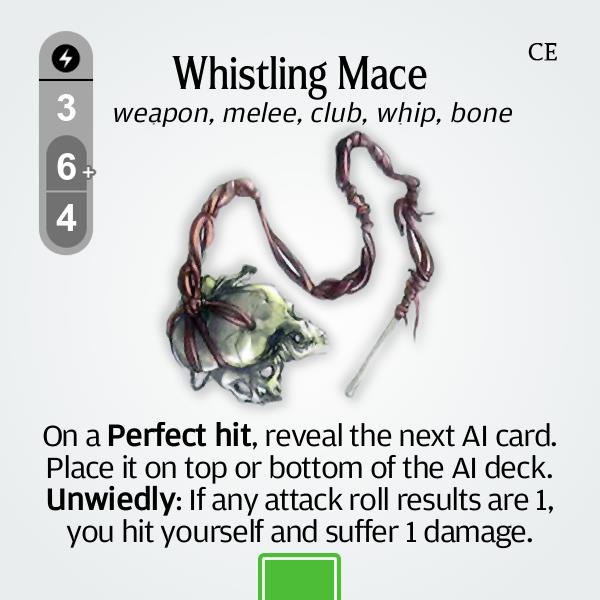 CE
Whistling Mace
weapon, melee, club, whip, bone
3
6+
4
On a Perfect hit, reveal the next AI card.
Place it on top or bottom of the AI deck.
Unwiedly: If any attack roll results are 1,
you hit yourself and suffer 1 damage.